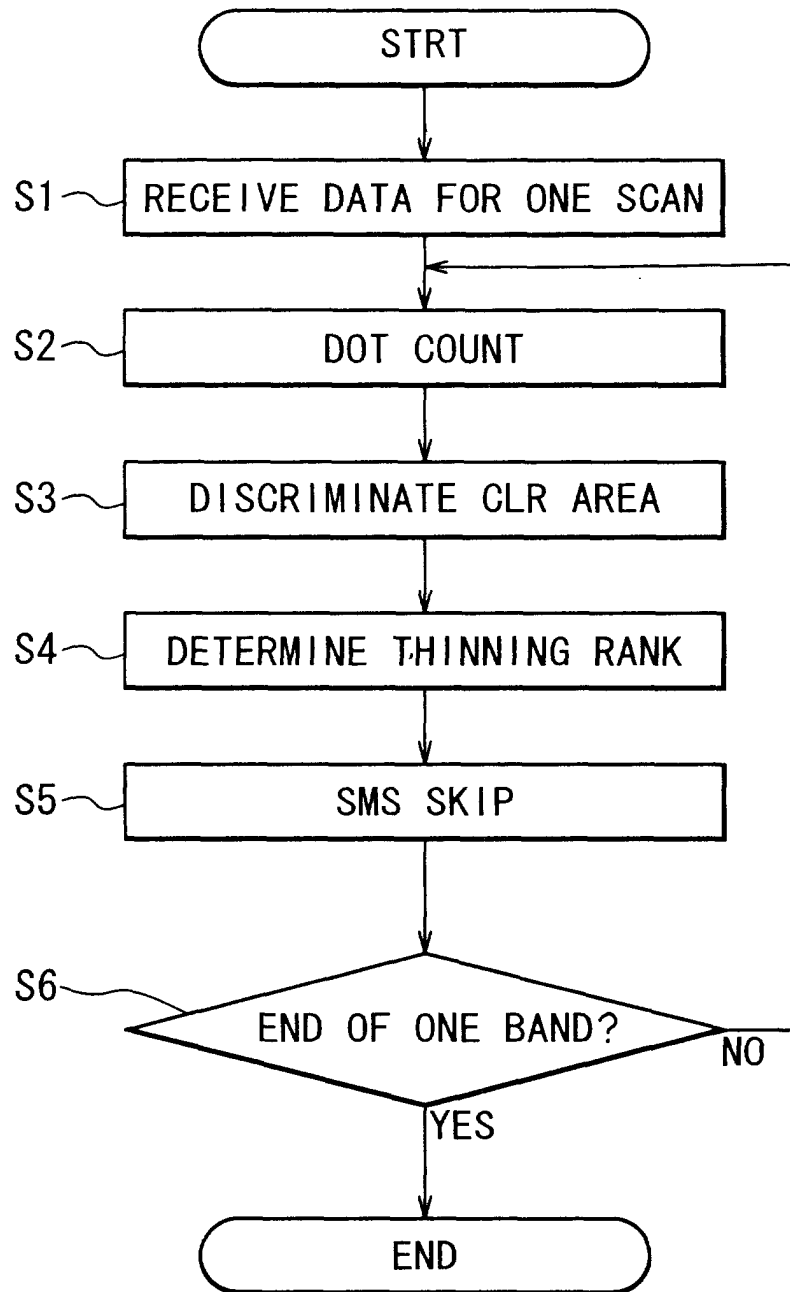 STRT
S1 RECEIVE DATA FOR ONE SCAN
S2 DOT COUNT
S3 DISCRIMINATE CLR AREA
S4 DETERMINE THINNING RANK
S5 SMS SKIP
S6 END OF ONE BAND?
NO
YES
END